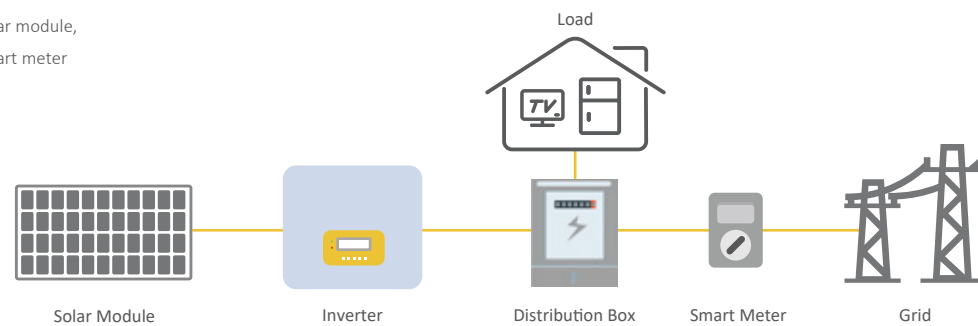 ar module,
art meter
Load
TV
Solar Module
Inverter
Distribution Box
Smart Meter
Grid